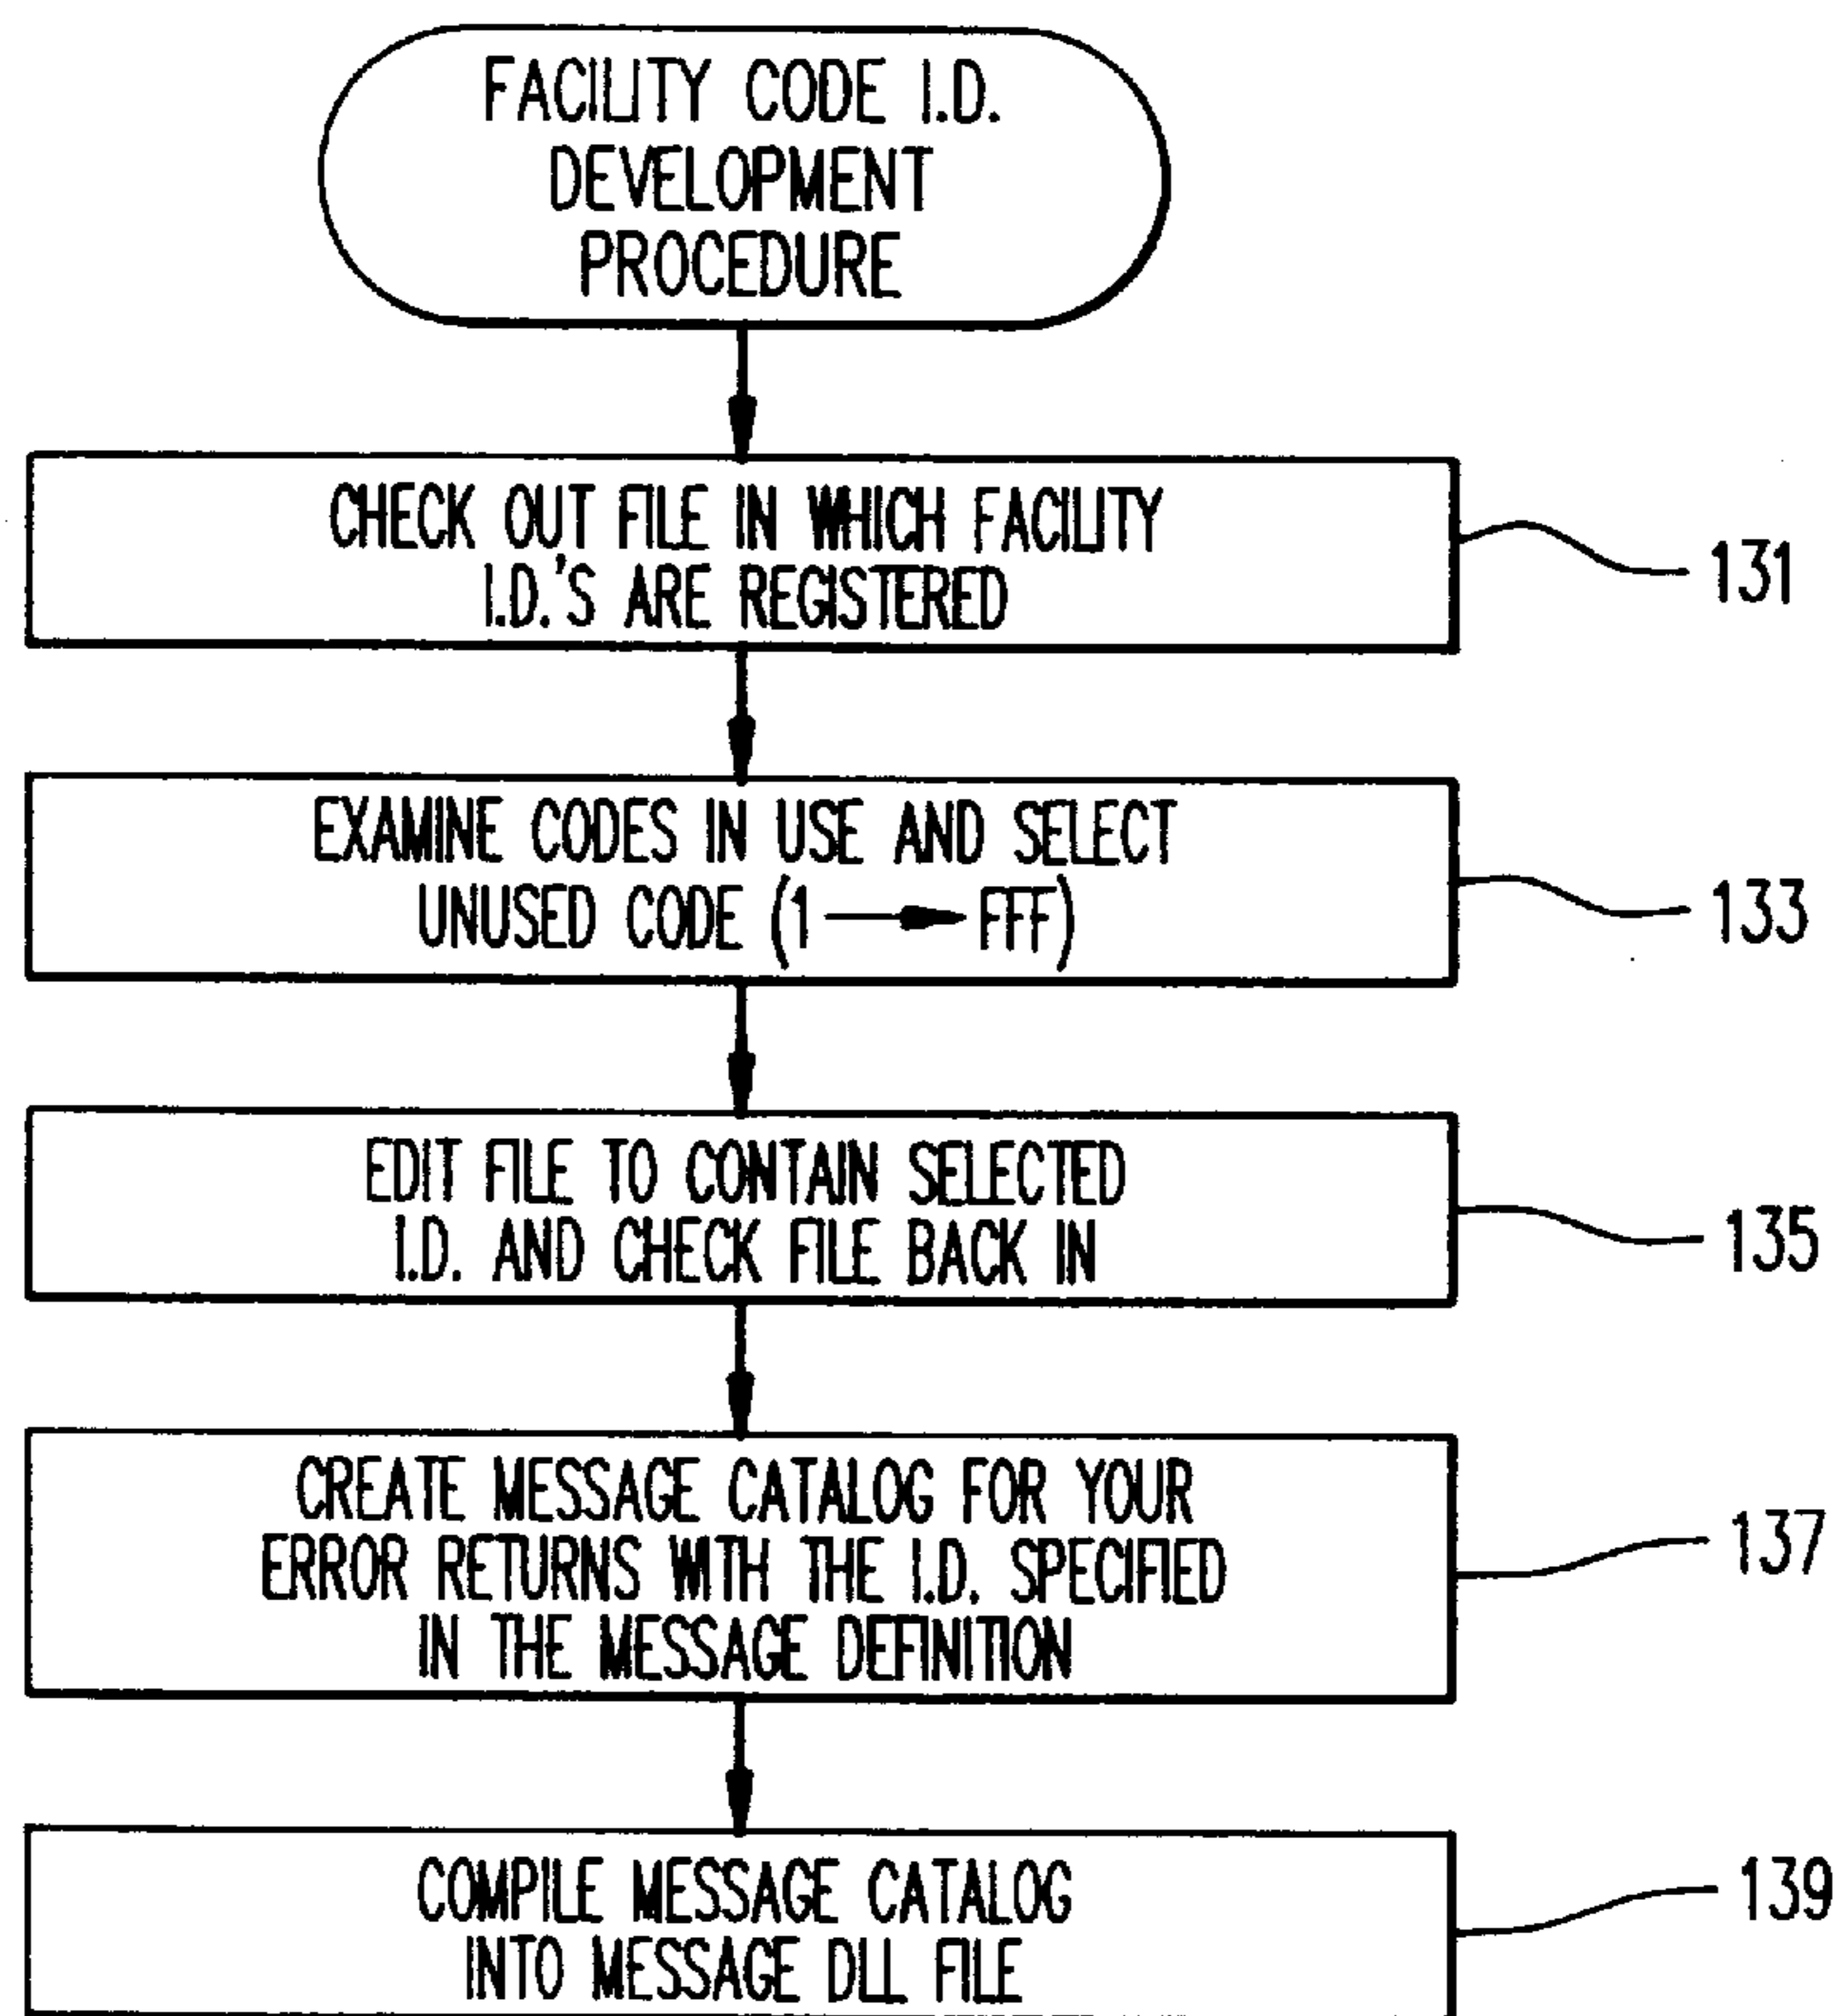 FACILITY CODE I.D.
DEVELOPMENT
PROCEDURE
CHECK OUT FILE IN WHICH FACILITY
I.D.'S ARE REGISTERED
131
EXAMINE CODES IN USE AND SELECT
UNUSED CODE (1 → FFF)
133
EDIT FILE TO CONTAIN SELECTED
I.D. AND CHECK FILE BACK IN
135
CREATE MESSAGE CATALOG FOR YOUR
ERROR RETURNS WITH THE I.D. SPECIFIED
IN THE MESSAGE DEFINITION
137
COMPILE MESSAGE CATALOG
INTO MESSAGE DLL FILE
139